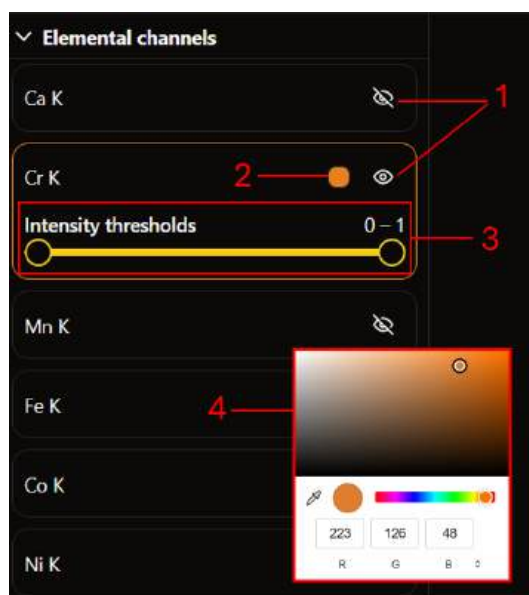 Elemental channels
Ca K
1
Cr K
2
Intensity thresholds 0 – 1
3
Mn K
Fe K
4
Co K
223 126 48
R G B
Ni K